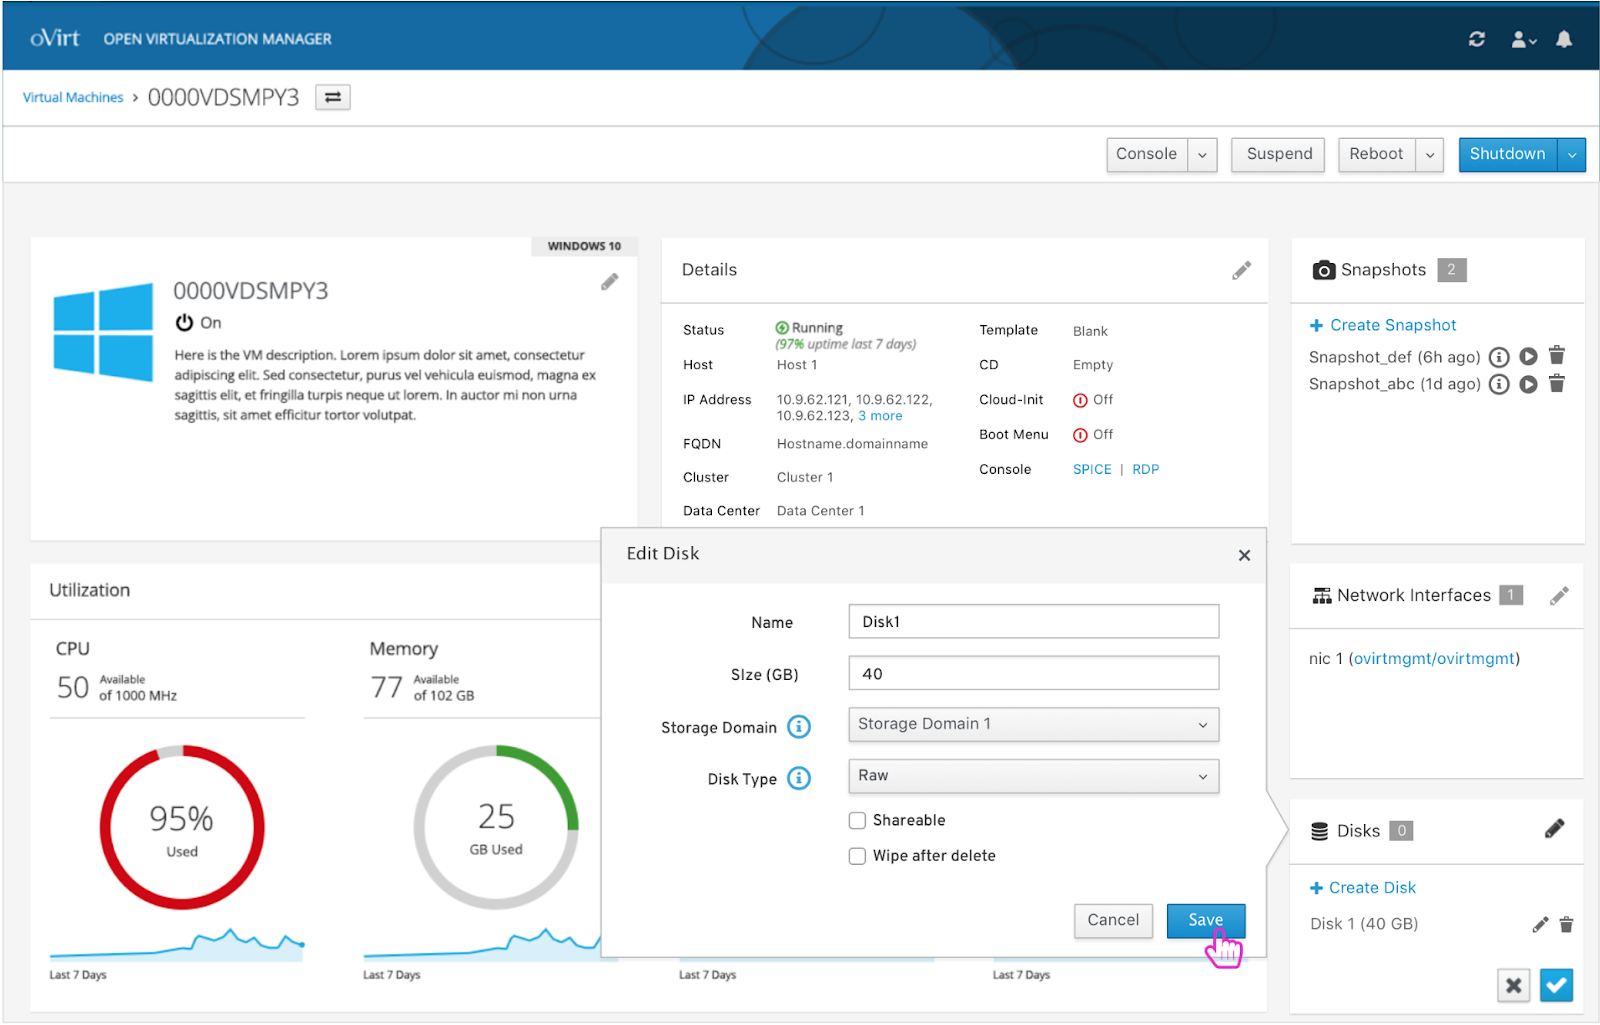 oVirt OPEN VIRTUALIZATION MANAGER
Virtual Machines › 0000VDSMPY3
Console Suspend Reboot Shutdown
WINDOWS 10
0000VDSMPY3
On
Here is the VM description. Lorem ipsum dolor sit amet, consectetur
adipiscing elit. Sed consectetur, purus vel vehicula euismod, magna ex
sagittis elit, et fringilla turpis neque ut lorem. In auctor mi non urna
sagittis, sit amet efficitur tortor volutpat.
Details
Status Running
(97% uptime last 7 days)
Host Host 1
IP Address 10.9.62.121, 10.9.62.122,
10.9.62.123, 3 more
FQDN Hostname.domainname
Cluster Cluster 1
Data Center Data Center 1
Template Blank
CD Empty
Cloud-Init Off
Boot Menu Off
Console SPICE | RDP
Snapshots 2
+ Create Snapshot
Snapshot_def (6h ago)
Snapshot_abc (1d ago)
Utilization
CPU
50 Available
of 1000 MHz
95%
Used
Last 7 Days
Memory
77 Available
of 102 GB
25
GB Used
Last 7 Days
Last 7 Days
Last 7 Days
Edit Disk
Name Disk1
SIze (GB) 40
Storage Domain Storage Domain 1
Disk Type Raw
Shareable
Wipe after delete
Cancel Save
Network Interfaces 1
nic 1 (ovirtmgmt/ovirtmgmt)
Disks 0
+ Create Disk
Disk 1 (40 GB)